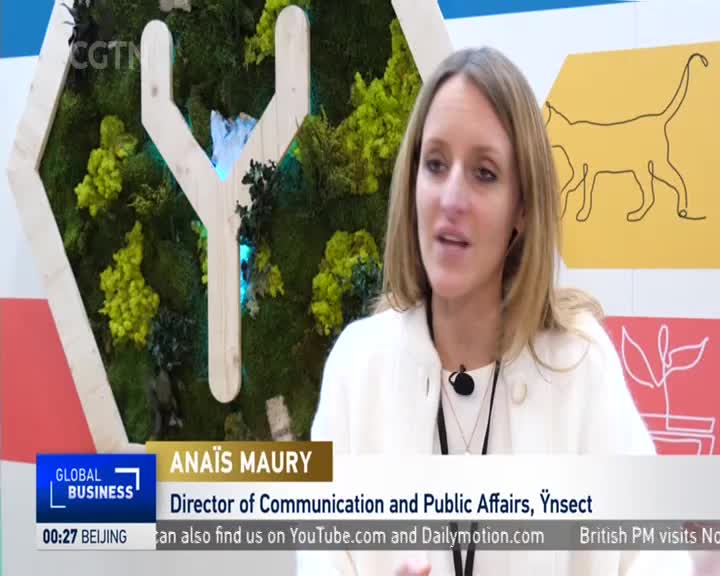 CGTN
ANAÏS MAURY
Director of Communication and Public Affairs, Ÿnsect
GLOBAL
BUSINESS
00:27 BEIJING
can also find us on YouTube.com and Dailymotion.com British PM visits